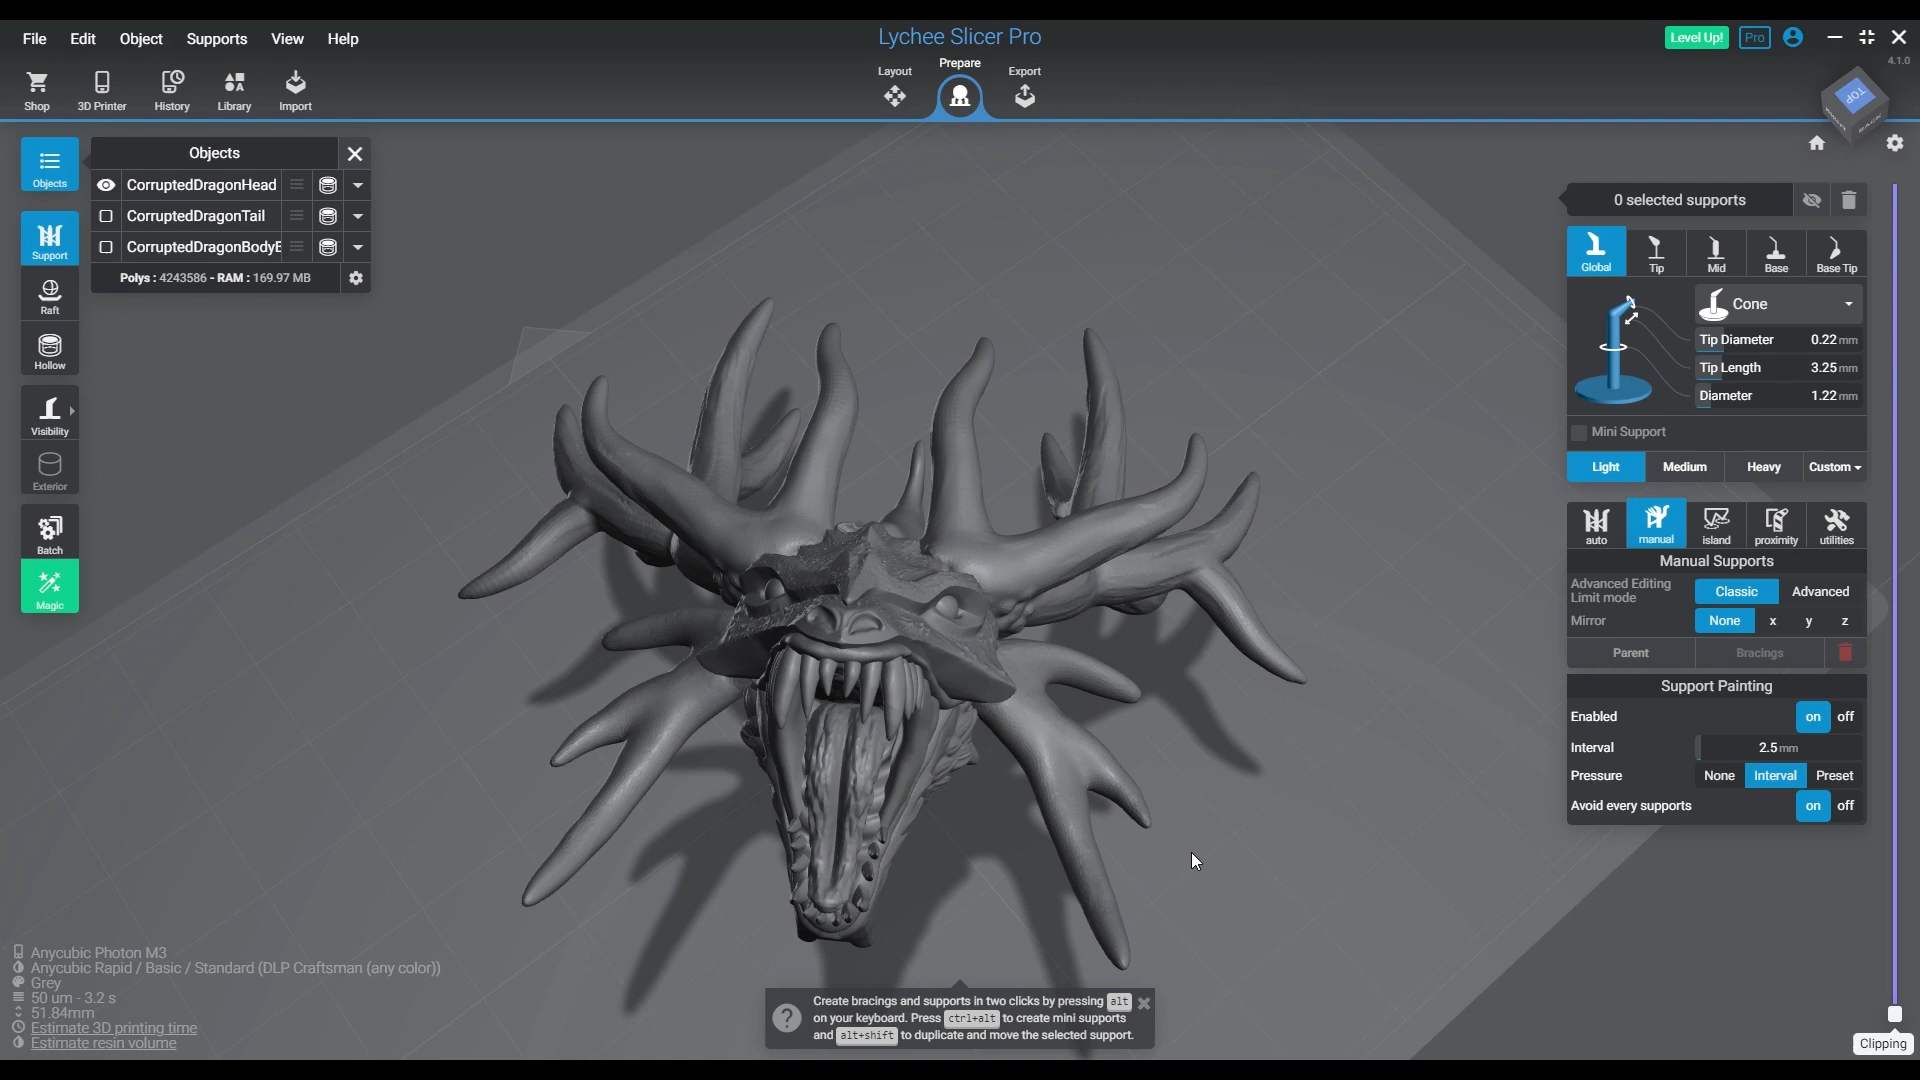 File Edit Object Supports View Help
Lychee Slicer Pro
Level Up! Pro
4.1.0
Shop 3D Printer History Library Import
Layout Prepare Export
TOP
BACK
Objects
Objects
CorruptedDragonHead
CorruptedDragonTail
CorruptedDragonBodyE
Polys : 4243586 - RAM : 169.97 MB
Support
Raft
Hollow
Visibility
Exterior
Batch
Magic
0 selected supports
Global Tip Mid Base Base Tip
Cone
Tip Diameter 0.22 mm
Tip Length 3.25 mm
Diameter 1.22 mm
Mini Support
Light Medium Heavy Custom
auto manual island proximity utilities
Manual Supports
Advanced Editing
Limit mode Classic Advanced
Mirror None x y z
Parent Bracings
Support Painting
Enabled on off
Interval 2.5 mm
Pressure None Interval Preset
Avoid every supports on off
Anycubic Photon M3
Anycubic Rapid / Basic / Standard (DLP Craftsman (any color))
Grey
50 um - 3.2 s
51.84mm
Estimate 3D printing time
Estimate resin volume
? Create bracings and supports in two clicks by pressing alt
on your keyboard. Press ctrl+alt to create mini supports
and alt+shift to duplicate and move the selected support.
Clipping